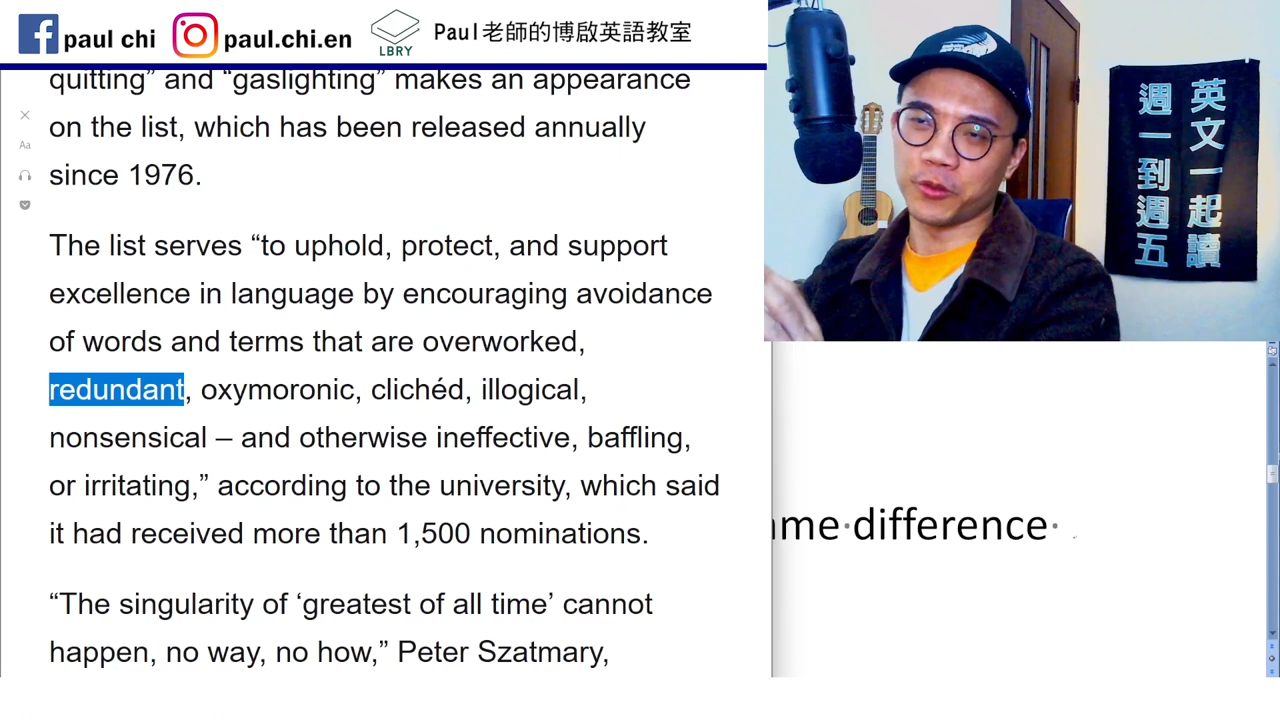 paul chi
paul.chi.en
LBRY
Paul老師的博啟英語教室
quitting” and “gaslighting” makes an appearance
on the list, which has been released annually
since 1976.
Aa
The list serves “to uphold, protect, and support
excellence in language by encouraging avoidance
of words and terms that are overworked,
redundant, oxymoronic, clichéd, illogical,
nonsensical – and otherwise ineffective, baffling,
or irritating,” according to the university, which said
it had received more than 1,500 nominations.
“The singularity of ‘greatest of all time’ cannot
happen, no way, no how,” Peter Szatmary,
英文一起讀
週一到週五
ame·difference·